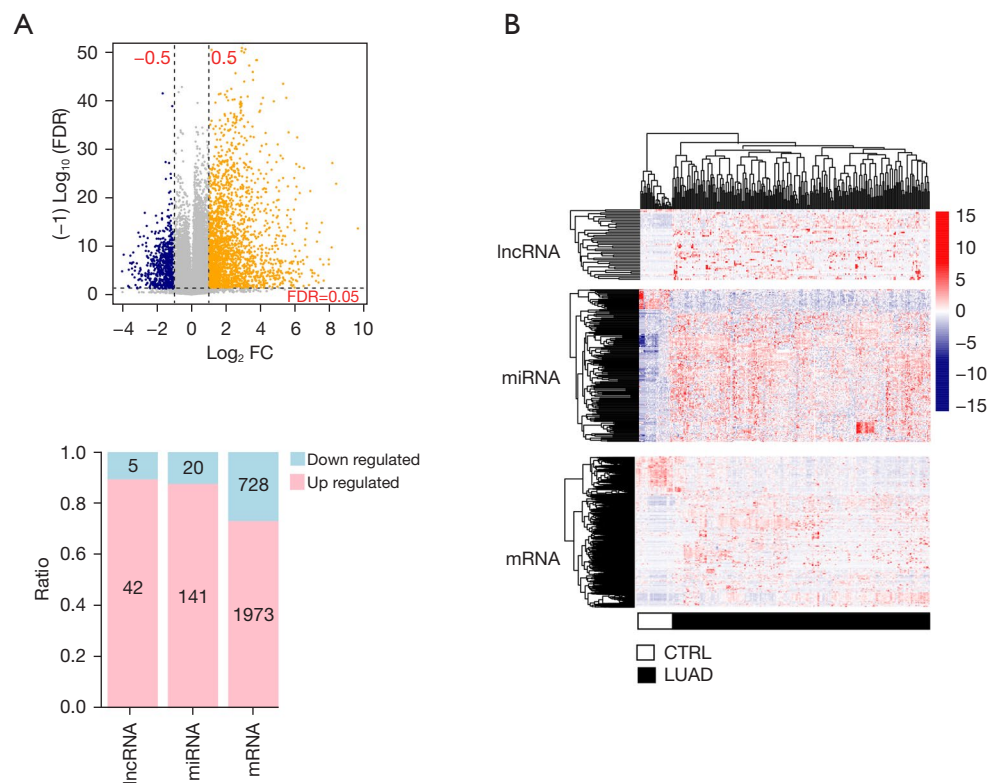 A
B
−0.5
0.5
50
40
30
20
10
0
(-1) Log₁₀ (FDR)
FDR=0.05
−4 −2 0 2 4 6 8 10
Log₂ FC
lncRNA
miRNA
mRNA
15
10
5
0
−5
−10
−15
CTRL
LUAD
1.0
0.8
0.6
0.4
0.2
0.0
Ratio
5 20 728
42 141 1973
Down regulated
Up regulated
lncRNA
miRNA
mRNA